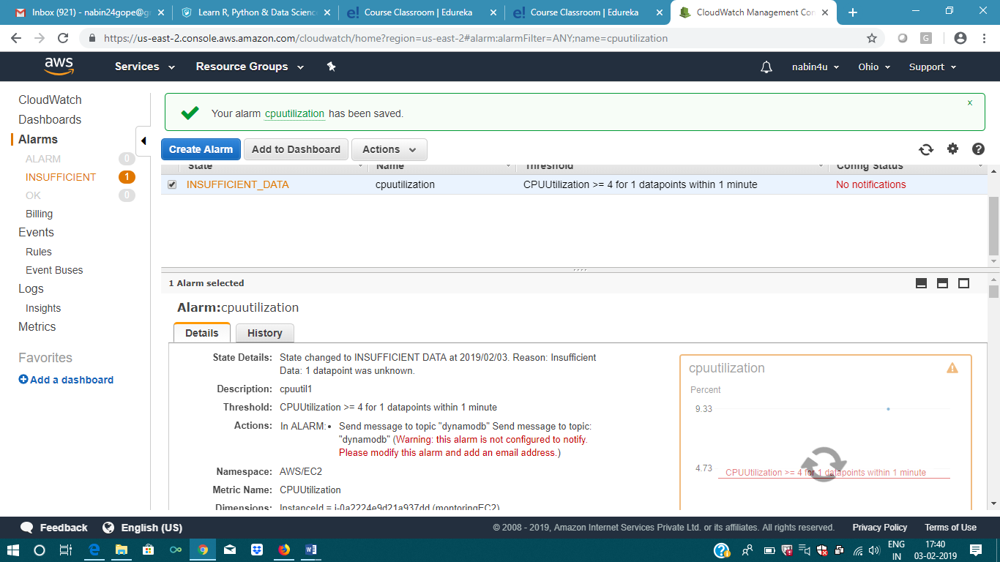 Inbox (921) - nabin24gope@g
Learn R, Python & Data Scienc
Course Classroom | Edureka
Course Classroom | Edureka
CloudWatch Management Con
https://us-east-2.console.aws.amazon.com/cloudwatch/home?region=us-east-2#alarm:alarmFilter=ANY;name=cpuutilization
aws
Services
Resource Groups
nabin4u
Ohio
Support
CloudWatch
Dashboards
Alarms
ALARM 0
INSUFFICIENT 1
OK 0
Billing
Events
Rules
Event Buses
Logs
Insights
Metrics
Favorites
Add a dashboard
Your alarm cpuutilization has been saved.
x
Create Alarm
Add to Dashboard
Actions
State Name Threshold Config Status
INSUFFICIENT_DATA cpuutilization CPUUtilization >= 4 for 1 datapoints within 1 minute No notifications
1 Alarm selected
Alarm:cpuutilization
Details
History
State Details: State changed to INSUFFICIENT DATA at 2019/02/03. Reason: Insufficient
Data: 1 datapoint was unknown.
Description: cpuutil1
Threshold: CPUUtilization >= 4 for 1 datapoints within 1 minute
Actions: In ALARM: • Send message to topic "dynamodb" Send message to topic:
"dynamodb" (Warning: this alarm is not configured to notify.
Please modify this alarm and add an email address.)
Namespace: AWS/EC2
Metric Name: CPUUtilization
Dimensions: InstanceId = i-0a2224e9d21a937dd (montoringEC2)
cpuutilization
Percent
9.33
4.73
CPUUtilization >= 4 for 1 datapoints within 1 minute
Feedback
English (US)
© 2008 - 2019, Amazon Internet Services Private Ltd. or its affiliates. All rights reserved.
Privacy Policy
Terms of Use
ENG
IN
17:40
03-02-2019